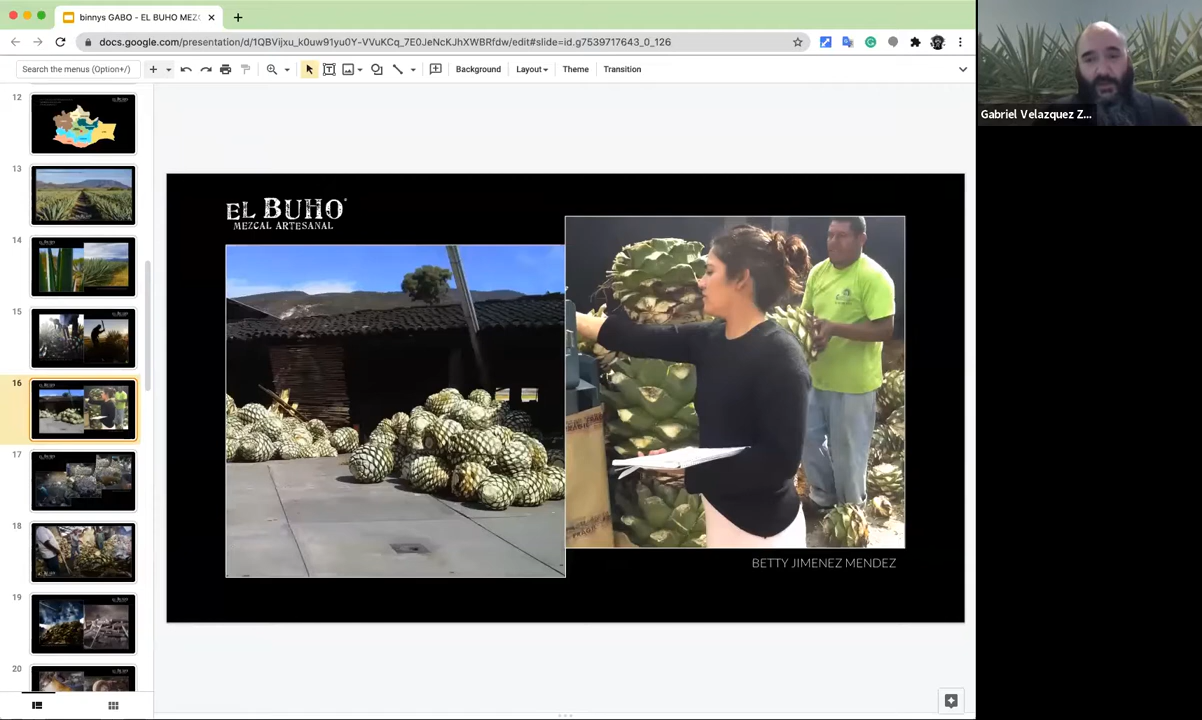 binnys GABO - EL BUHO MEZC
docs.google.com/presentation/d/1QBVijxu_k0uw91yu0Y-VVuKCq_7E0JeNcKJhXWBRfdw/edit#slide=id.g7539717643_0_126
Search the menus (Option+/)
Background
Layout
Theme
Transition
Gabriel Velazquez Z...
12
13
14
15
16
17
18
19
20
EL BUHO
MEZCAL ARTESANAL
BETTY JIMENEZ MENDEZ